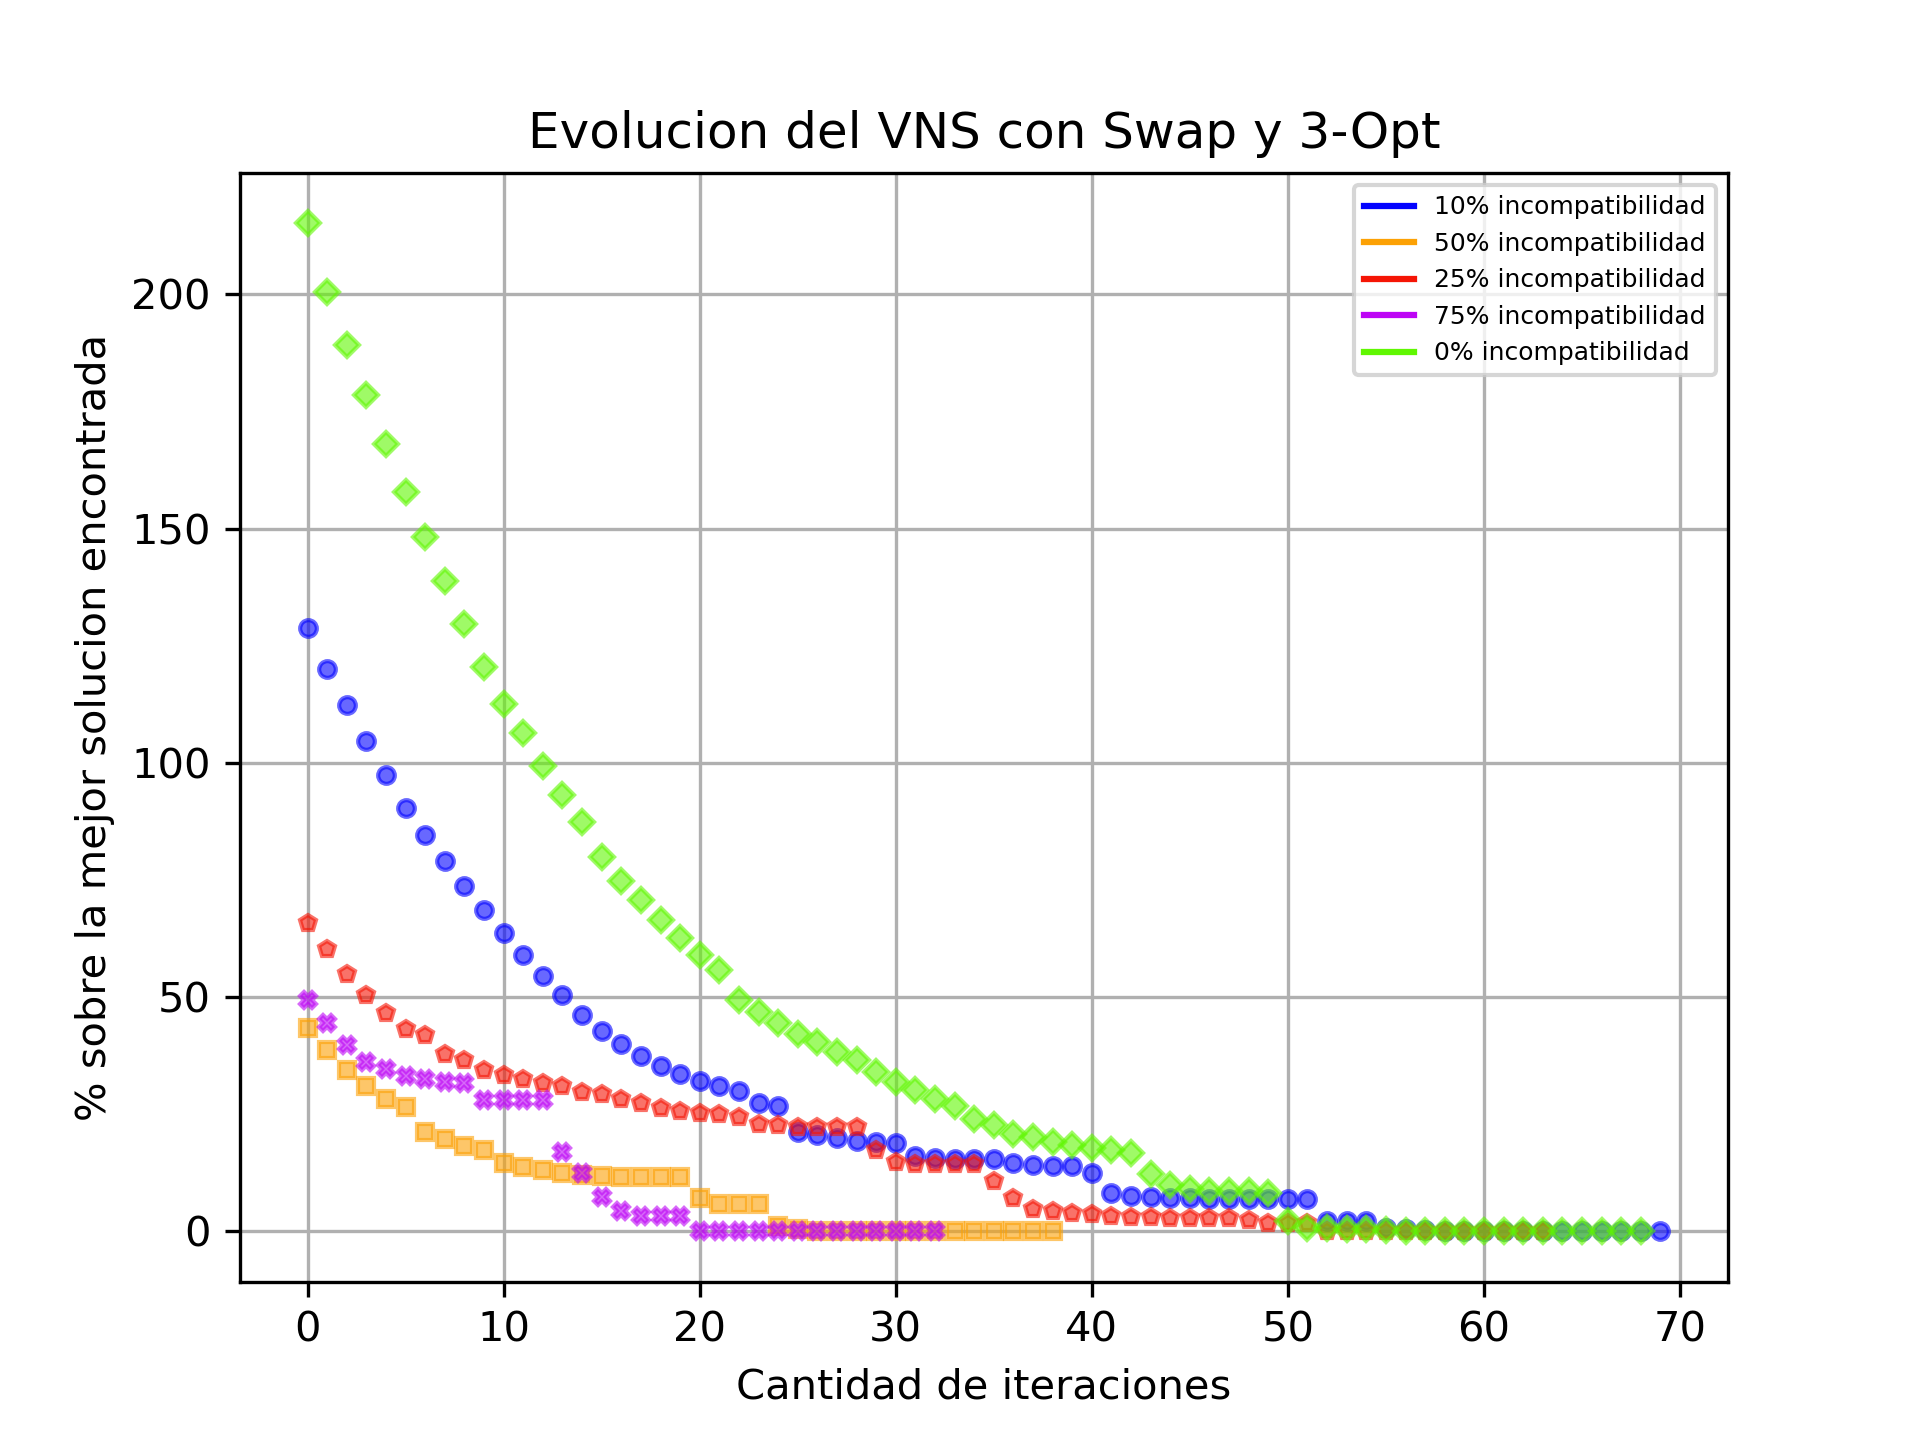 Evolucion del VNS con Swap y 3-Opt
10% incompatibilidad
50% incompatibilidad
25% incompatibilidad
75% incompatibilidad
0% incompatibilidad
% sobre la mejor solucion encontrada
200
150
100
50
0
0 10 20 30 40 50 60 70
Cantidad de iteraciones